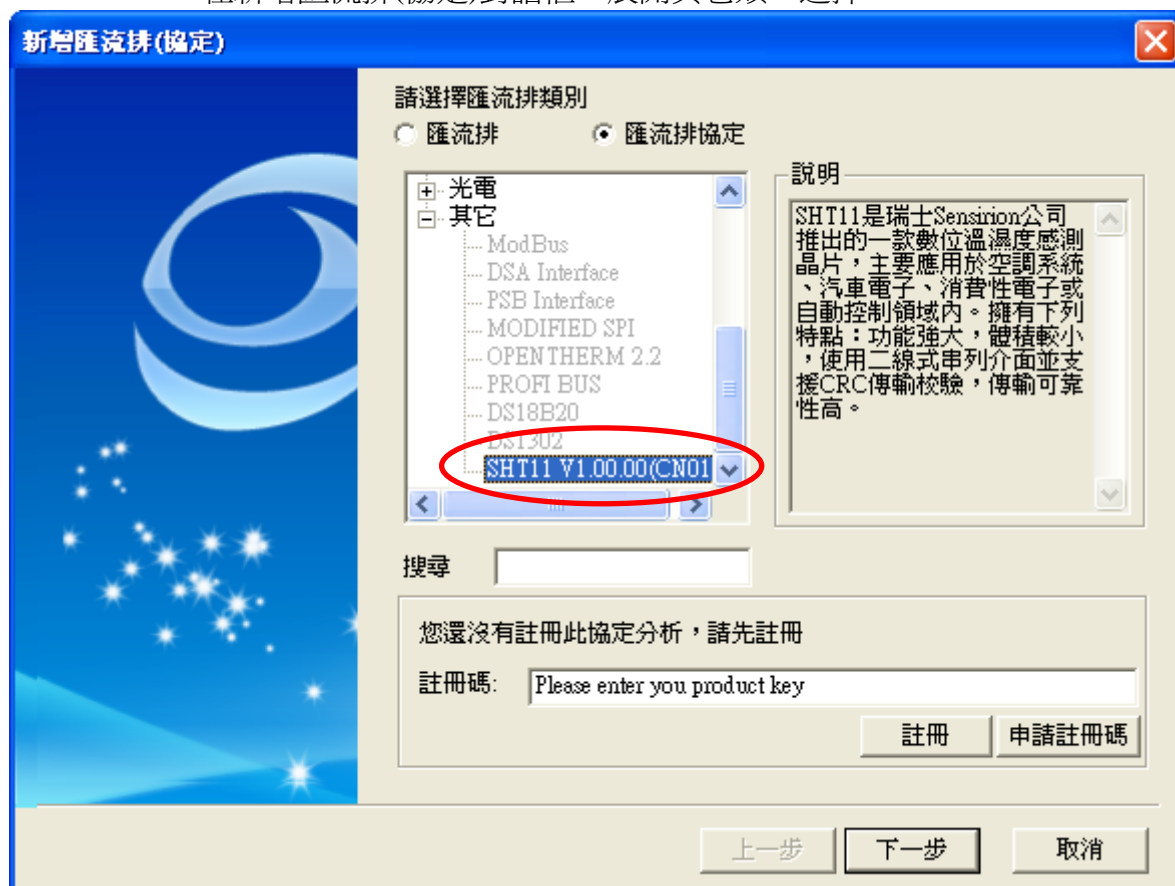 新增匯流排(協定)
請選擇匯流排類別
匯流排
匯流排協定
光電
其它
ModBus
DSA Interface
PSB Interface
MODIFIED SPI
OPENTHERM 2.2
PROFI BUS
DS18B20
DS1302
SHT11 V1.00.00(CN01
說明
SHT11是瑞士Sensirion公司
推出的一款數位溫濕度感測
晶片，主要應用於空調系統
、汽車電子、消費性電子或
自動控制領域內。擁有下列
特點：功能強大，體積較小
，使用二線式串列介面並支
援CRC傳輸校驗，傳輸可靠
性高。
搜尋
您還沒有註冊此協定分析，請先註冊
註冊碼:
Please enter you product key
註冊
申請註冊碼
上一步
下一步
取消